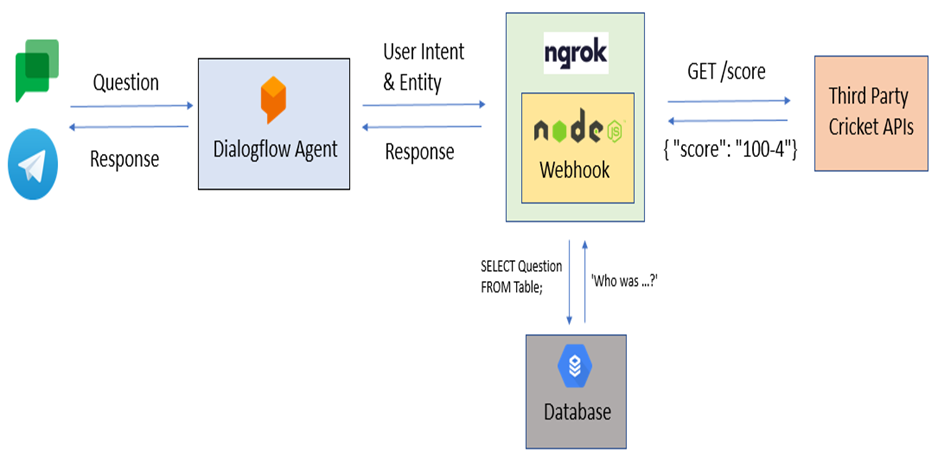 Question
Response
Dialogflow Agent
User Intent
& Entity
Response
ngrok
node
JS
Webhook
GET /score
{ "score": "100-4"}
Third Party
Cricket APIs
SELECT Question
FROM Table;
'Who was ...?'
Database